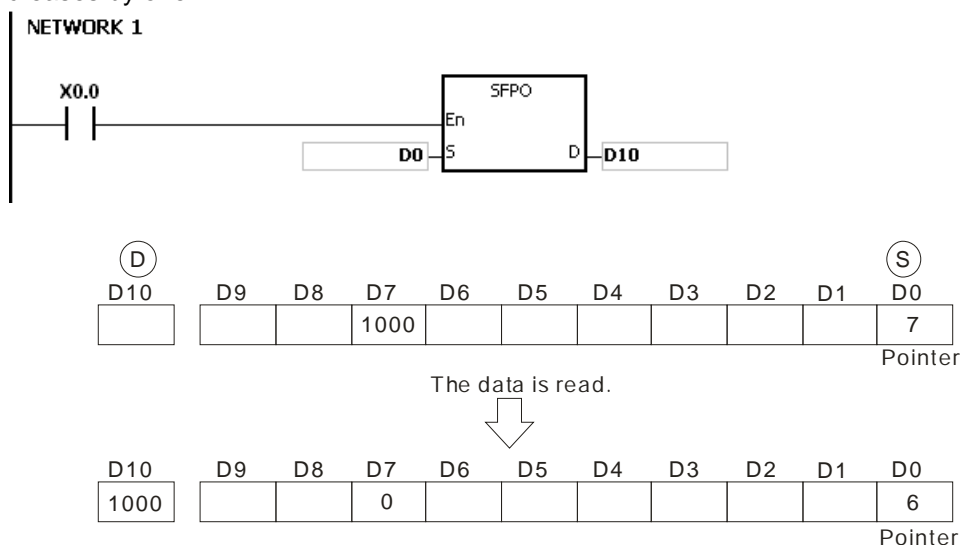 NETWORK 1
X0.0
SFPO
En
D0 S D D10
D S
D10 D9 D8 D7 D6 D5 D4 D3 D2 D1 D0
1000 7
Pointer
The data is read.
D10 D9 D8 D7 D6 D5 D4 D3 D2 D1 D0
1000 0 6
Pointer